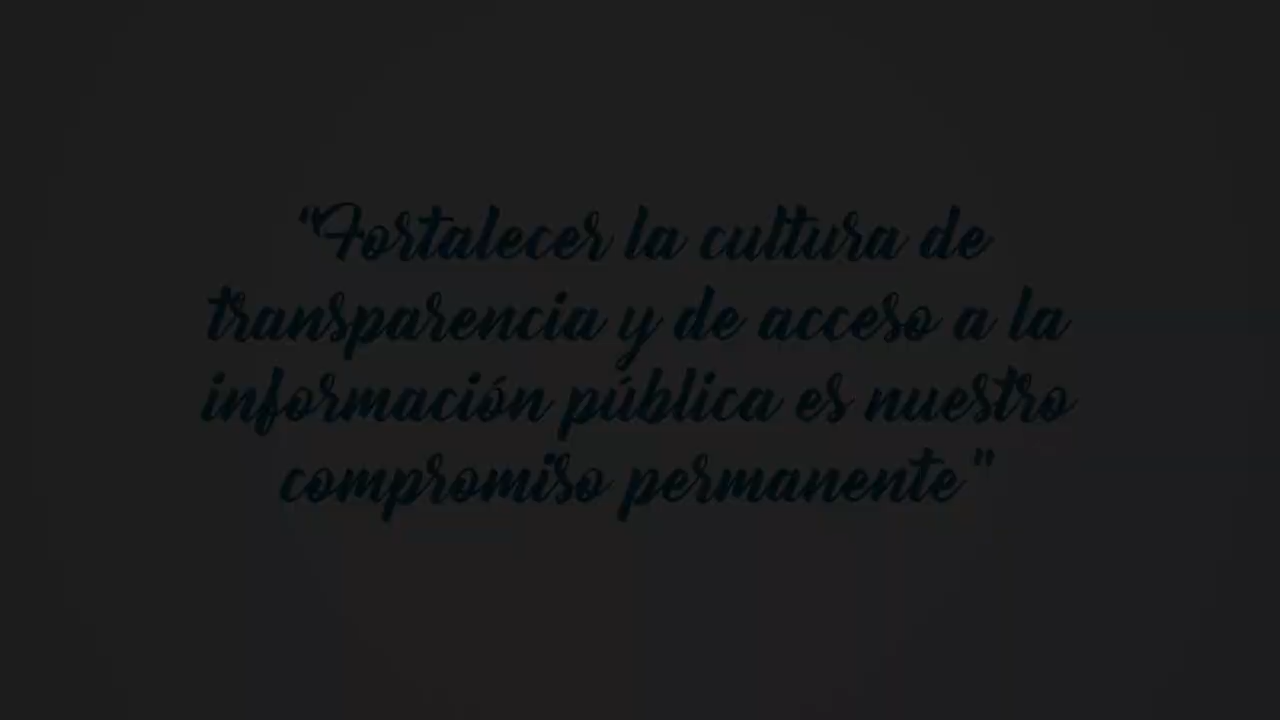 "Fortalecer la cultura de
transparencia y de acceso a la
información pública es nuestro
compromiso permanente"